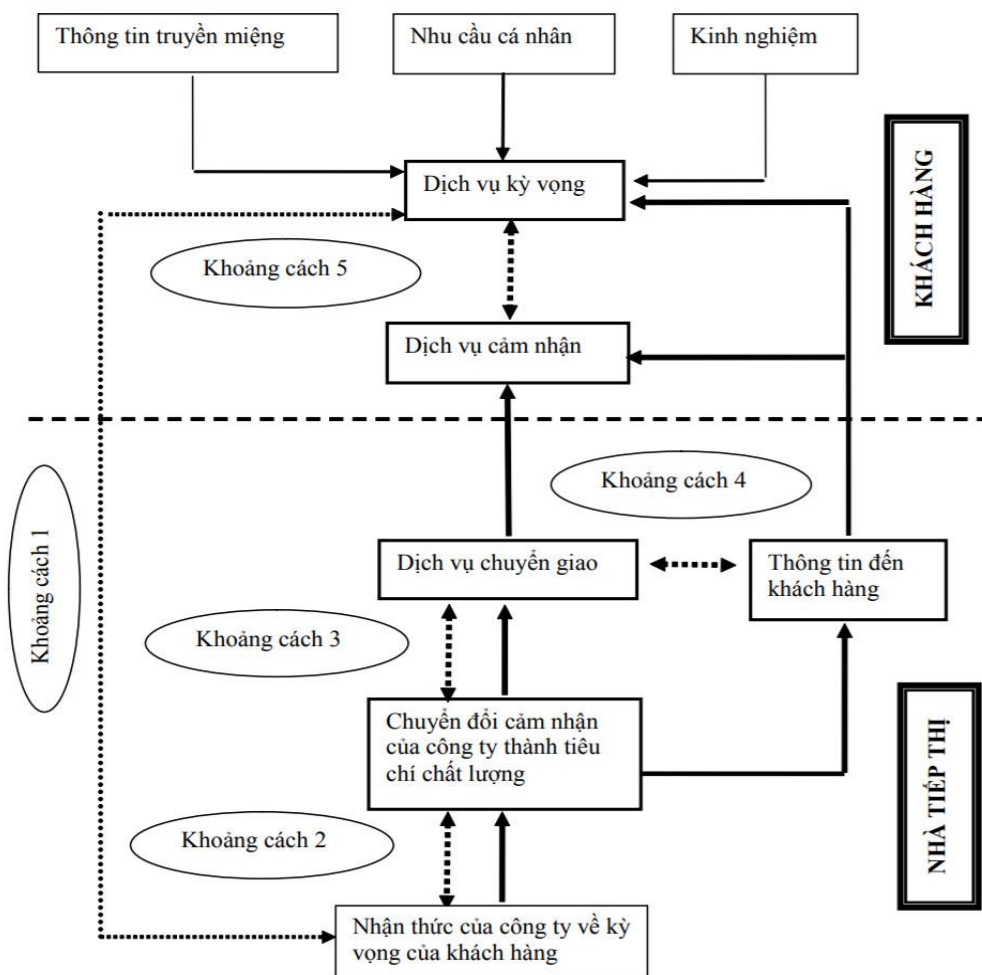 Thông tin truyền miệng
Nhu cầu cá nhân
Kinh nghiệm
Dịch vụ kỳ vọng
KHÁCH HÀNG
Khoảng cách 5
Dịch vụ cảm nhận
Khoảng cách 1
Khoảng cách 4
Dịch vụ chuyển giao
Thông tin đến
khách hàng
Khoảng cách 3
Chuyển đổi cảm nhận
của công ty thành tiêu
chí chất lượng
NHÀ TIẾP THỊ
Khoảng cách 2
Nhận thức của công ty về kỳ
vọng của khách hàng